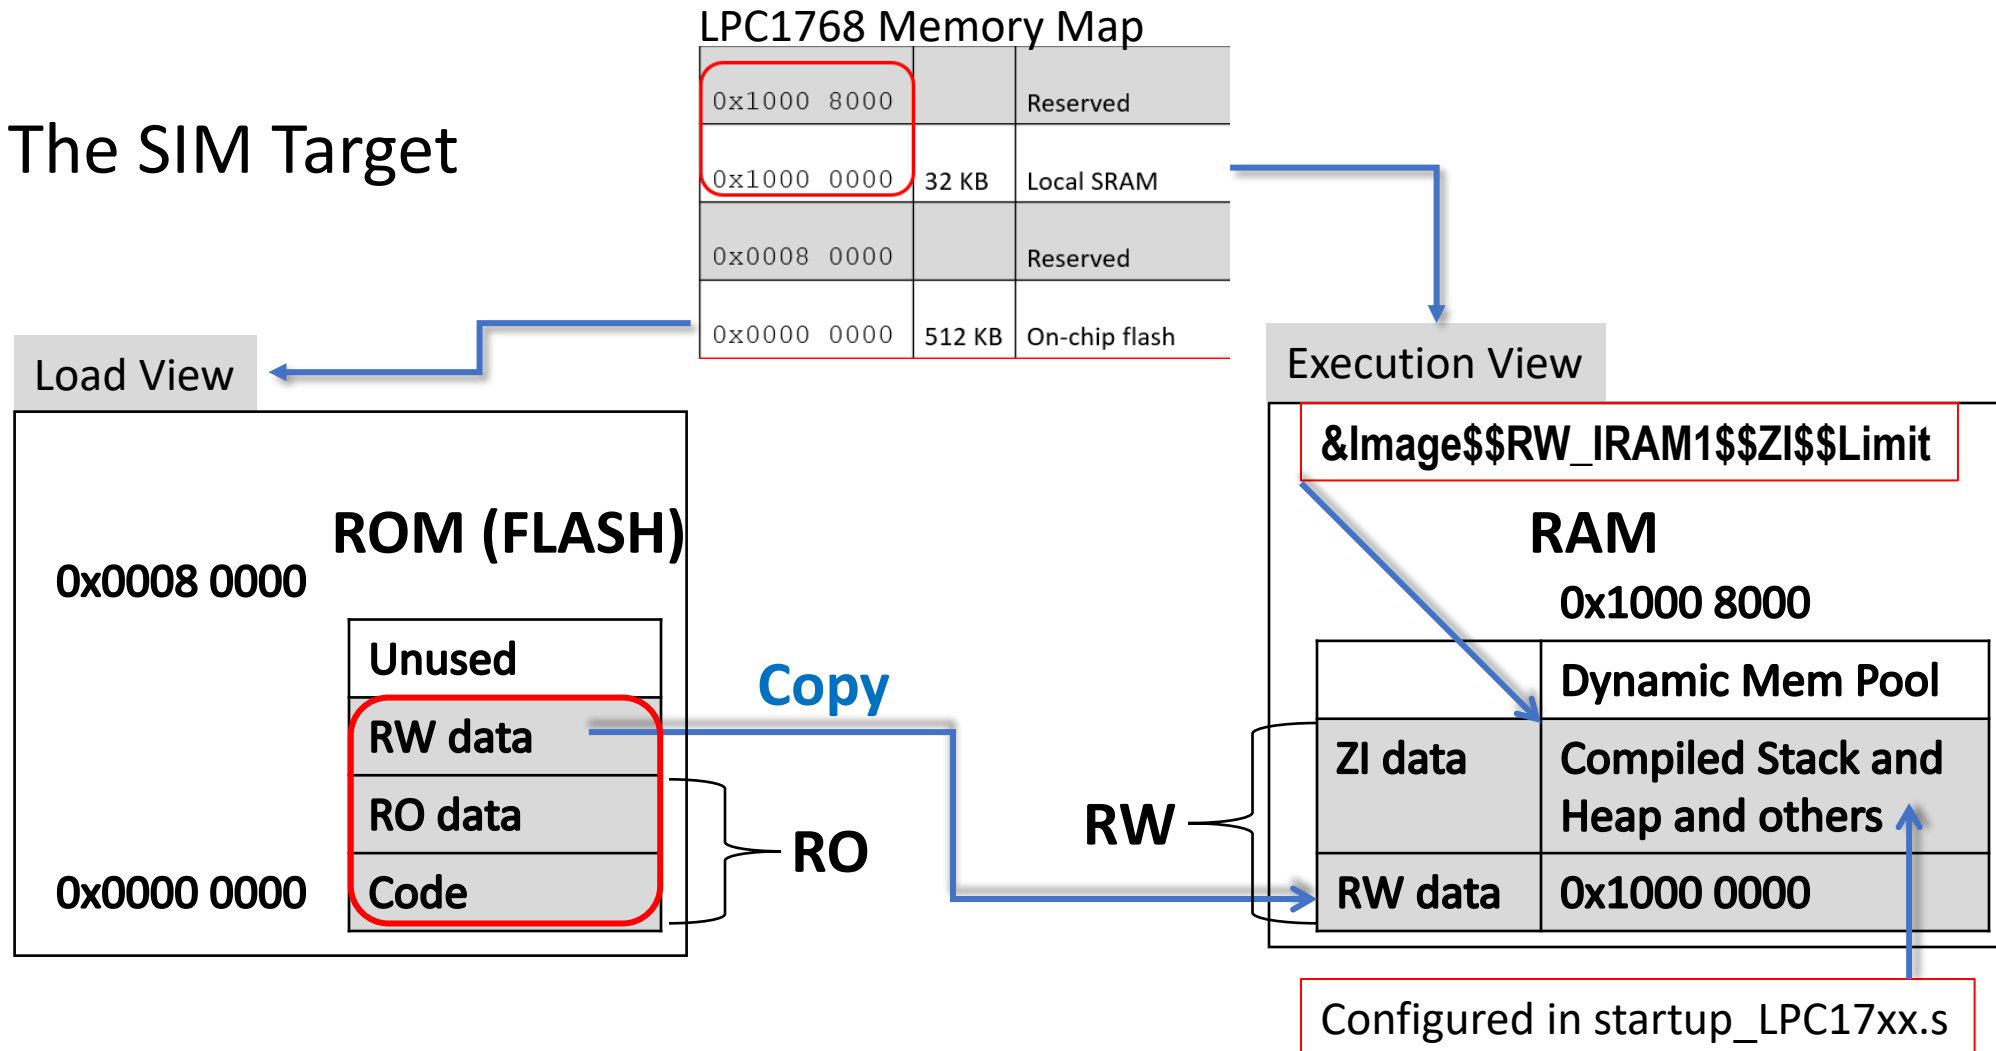 LPC1768 Memory Map
The SIM Target
0x1000 8000 Reserved
0x1000 0000 32 KB Local SRAM
0x0008 0000 Reserved
0x0000 0000 512 KB On-chip flash
Load View
ROM (FLASH)
0x0008 0000
Unused
RW data
RO data
0x0000 0000 Code
RO
Copy
Execution View
&Image$$RW_IRAM1$$ZI$$Limit
RAM
0x1000 8000
Dynamic Mem Pool
ZI data Compiled Stack and
Heap and others
RW
RW data 0x1000 0000
Configured in startup_LPC17xx.s